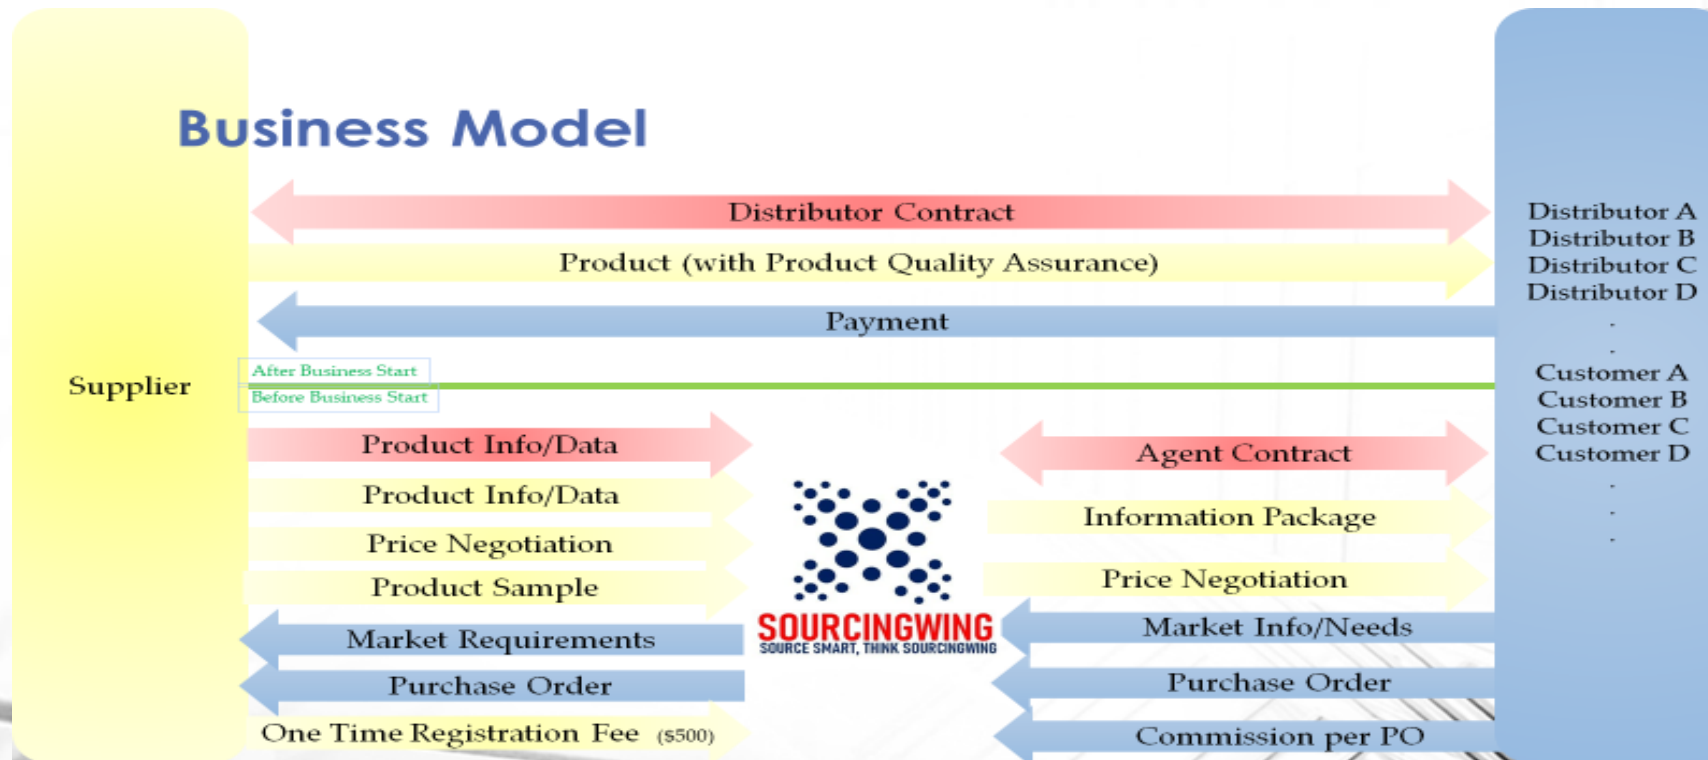 Business Model
Distributor Contract
Product (with Product Quality Assurance)
Payment
After Business Start
Before Business Start
Supplier
Product Info/Data
Product Info/Data
Price Negotiation
Product Sample
Market Requirements
Purchase Order
One Time Registration Fee ($500)
SOURCINGWING
SOURCE SMART, THINK SOURCINGWING
Agent Contract
Information Package
Price Negotiation
Market Info/Needs
Purchase Order
Commission per PO
Distributor A
Distributor B
Distributor C
Distributor D
.
.
Customer A
Customer B
Customer C
Customer D
.
.
.